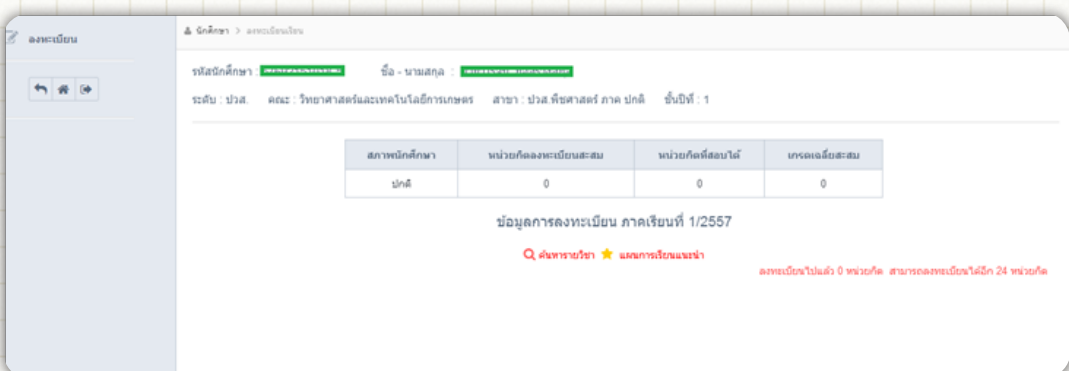 ลงทะเบียน
นักศึกษา > ลงทะเบียนเรียน
รหัสนักศึกษา : ชื่อ - นามสกุล :
ระดับ : ปวส. คณะ : วิทยาศาสตร์และเทคโนโลยีการเกษตร สาขา : ปวส.พืชศาสตร์ ภาค ปกติ ชั้นปีที่ : 1
สภาพนักศึกษา หน่วยกิตลงทะเบียนสะสม หน่วยกิตที่สอบได้ เกรดเฉลี่ยสะสม
ปกติ 0 0 0
ข้อมูลการลงทะเบียน ภาคเรียนที่ 1/2557
ค้นหารายวิชา แผนการเรียนแนะนำ
ลงทะเบียนไปแล้ว 0 หน่วยกิต สามารถลงทะเบียนได้อีก 24 หน่วยกิต